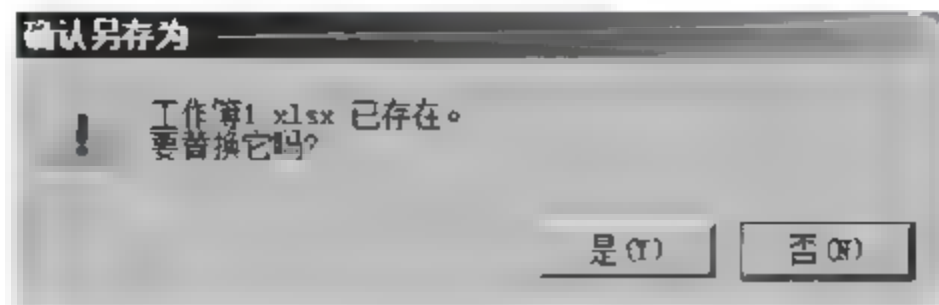 确认另存为
工作簿1 xlsx 已存在。
要替换它吗?
是(Y)
否(N)